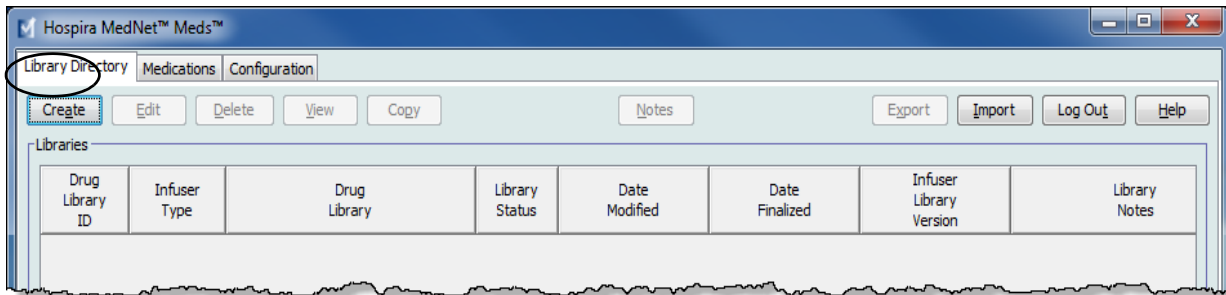 Hospira MedNet™ Meds™
Library Directory Medications Configuration
Create Edit Delete View Copy Notes Export Import Log Out Help
Libraries
Drug Library ID Infuser Type Drug Library Library Status Date Modified Date Finalized Infuser Library Version Library Notes